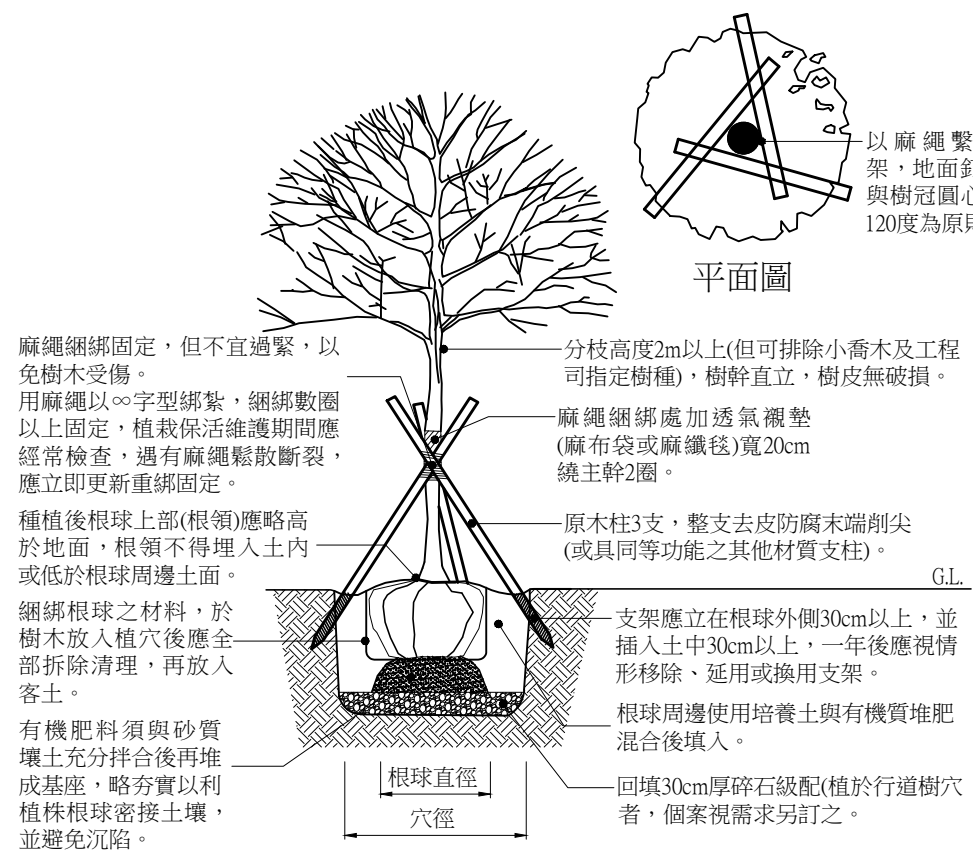 以麻繩繫
架，地面
與樹冠圓心
120度為原則
平面圖
麻繩綑綁固定，但不宜過緊，以
免樹木受傷。
用麻繩以∞字型綁紮，綑綁數圈
以上固定，植栽保活維護期間應
經常檢查，遇有麻繩鬆散斷裂，
應立即更新重綁固定。
種植後根球上部(根領)應略高
於地面，根領不得埋入土內
或低於根球周邊土面。
綑綁根球之材料，於
樹木放入植穴後應全
部拆除清理，再放入
客土。
有機肥料須與砂質
壤土充分拌合後再堆
成基座，略夯實以利
植株根球密接土壤，
並避免沉陷。
分枝高度2m以上(但可排除小喬木及工程
司指定樹種)，樹幹直立，樹皮無破損。
麻繩綑綁處加透氣襯墊
(麻布袋或麻織毯)寬20cm
繞主幹2圈。
原木柱3支，整支去皮防腐末端削尖
(或具同等功能之其他材質支柱)。
G.L.
支架應立在根球外側30cm以上，並
插入土中30cm以上，一年後應視情
形移除、延用或換用支架。
根球周邊使用培養土與有機質堆肥
混合後填入。
回填30cm厚碎石級配(植於行道樹穴
者，個案視需求另訂之。
根球直徑
穴徑